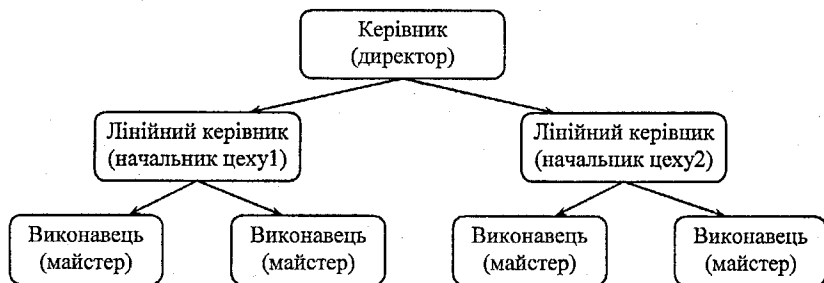 Керівник
(директор)
Лінійний керівник
(начальник цеху1)
Лінійний керівник
(начальник цеху2)
Виконавець
(майстер)
Виконавець
(майстер)
Виконавець
(майстер)
Виконавець
(майстер)